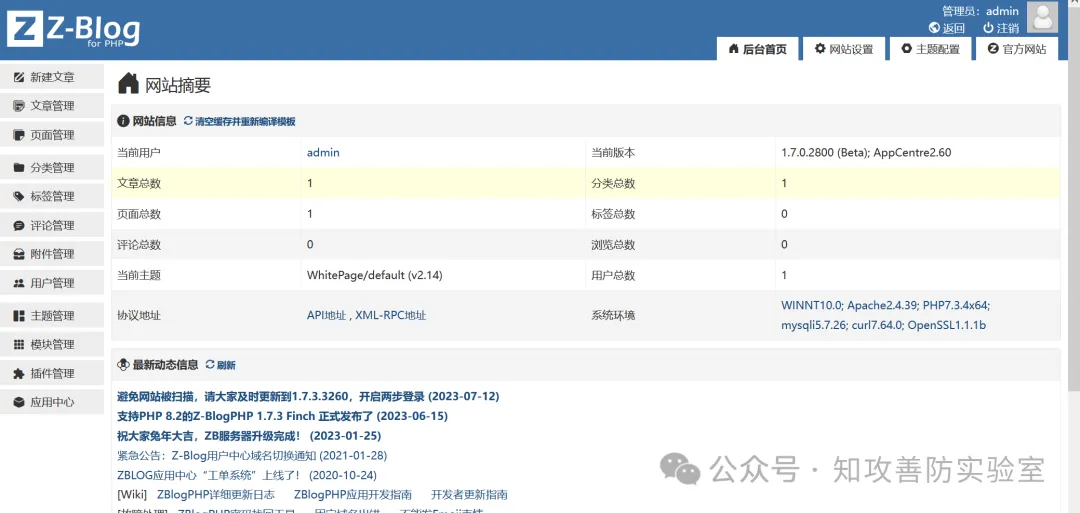 Z-Blog
for PHP
管理员：admin
返回 注销
后台首页 网站设置 主题配置 官方网站
新建文章
文章管理
页面管理
分类管理
标签管理
评论管理
附件管理
用户管理
主题管理
模块管理
插件管理
应用中心
网站摘要
网站信息 清空缓存并重新编译模板
当前用户 admin 当前版本 1.7.0.2800 (Beta); AppCentre2.60
文章总数 1 分类总数 1
页面总数 1 标签总数 0
评论总数 0 浏览总数 0
当前主题 WhitePage/default (v2.14) 用户总数 1
协议地址 API地址 , XML-RPC地址 系统环境 WINNT10.0; Apache2.4.39; PHP7.3.4x64;
mysqli5.7.26; curl7.64.0; OpenSSL1.1.1b
最新动态信息 刷新
避免网站被扫描，请大家及时更新到1.7.3.3260，开启两步登录 (2023-07-12)
支持PHP 8.2的Z-BlogPHP 1.7.3 Finch 正式发布了 (2023-06-15)
祝大家兔年大吉，ZB服务器升级完成！ (2023-01-25)
紧急公告：Z-Blog用户中心域名切换通知 (2021-01-28)
ZBLOG应用中心“工单系统”上线了！ (2020-10-24)
[Wiki] ZBlogPHP详细更新日志 ZBlogPHP应用开发指南 开发者更新指南
公众号 · 知攻善防实验室